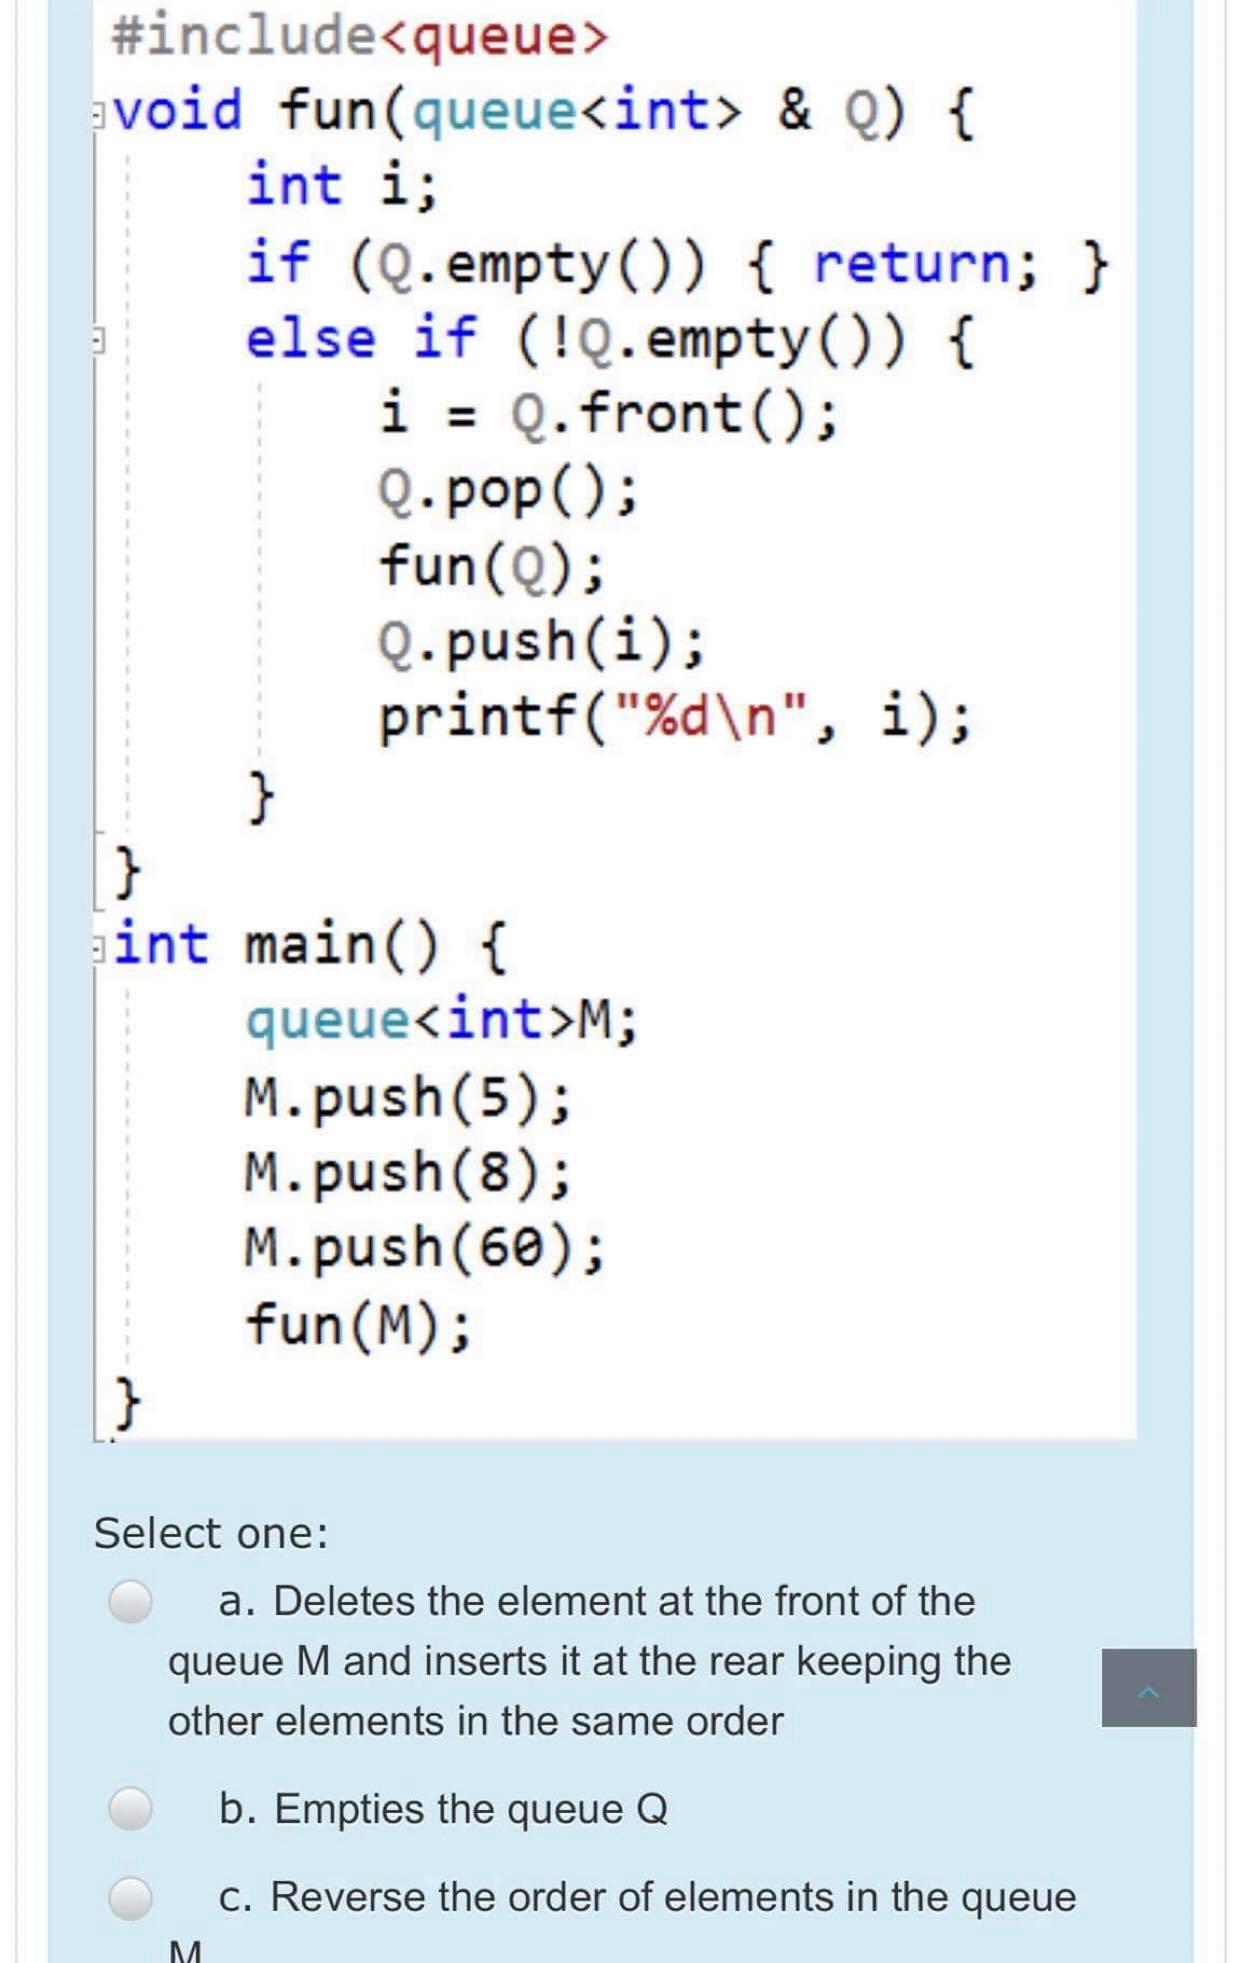 #include<queue>
void fun(queue<int> & Q) {
int i;
if (Q.empty()) { return; }
else if (!Q.empty()) {
i = Q.front();
Q.pop();
fun(Q);
Q.push(i);
printf("%d\n", i);
}
}
int main() {
queue<int>M;
M.push(5);
M.push(8);
M.push(60);
fun(M);
}
Select one:
a. Deletes the element at the front of the
queue M and inserts it at the rear keeping the
other elements in the same order
b. Empties the queue Q
c. Reverse the order of elements in the queue
M